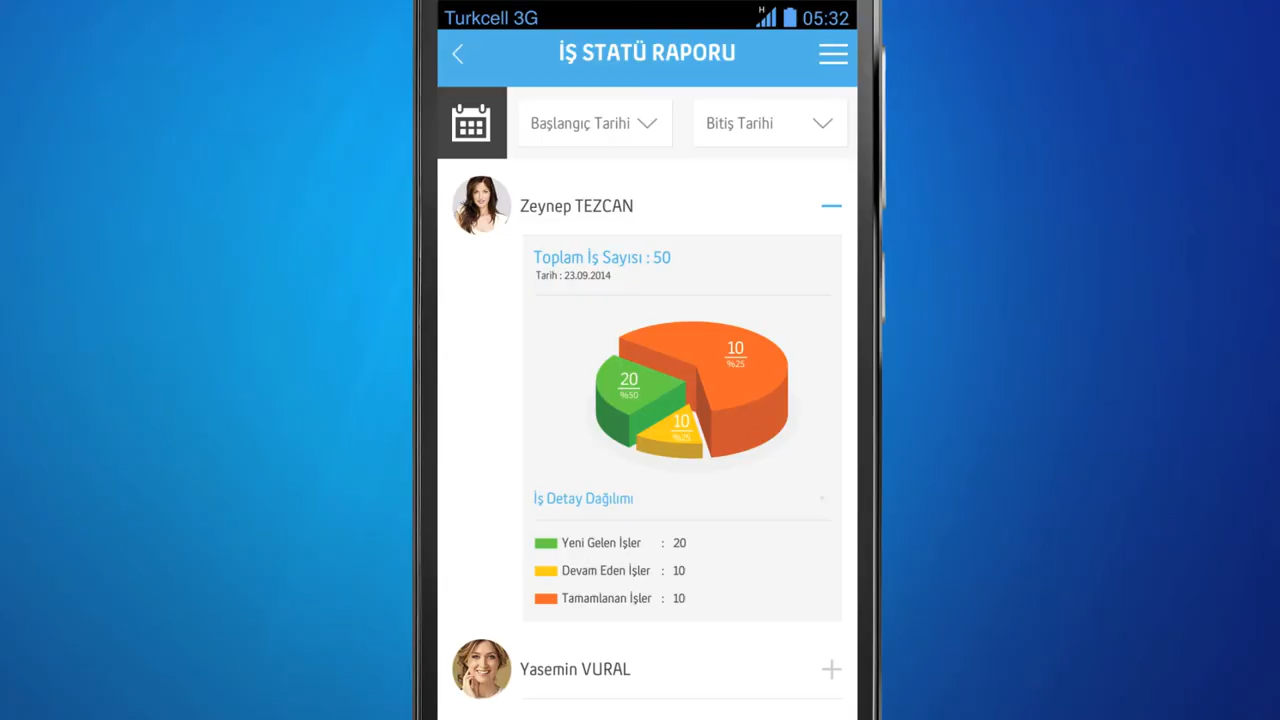 Turkcell 3G
H
05:32
İŞ STATÜ RAPORU
Başlangıç Tarihi
Bitiş Tarihi
Zeynep TEZCAN
Toplam İş Sayısı : 50
Tarih : 23.09.2014
10
%25
20
%50
10
%25
İş Detay Dağılımı
Yeni Gelen İşler : 20
Devam Eden İşler : 10
Tamamlanan İşler : 10
Yasemin VURAL